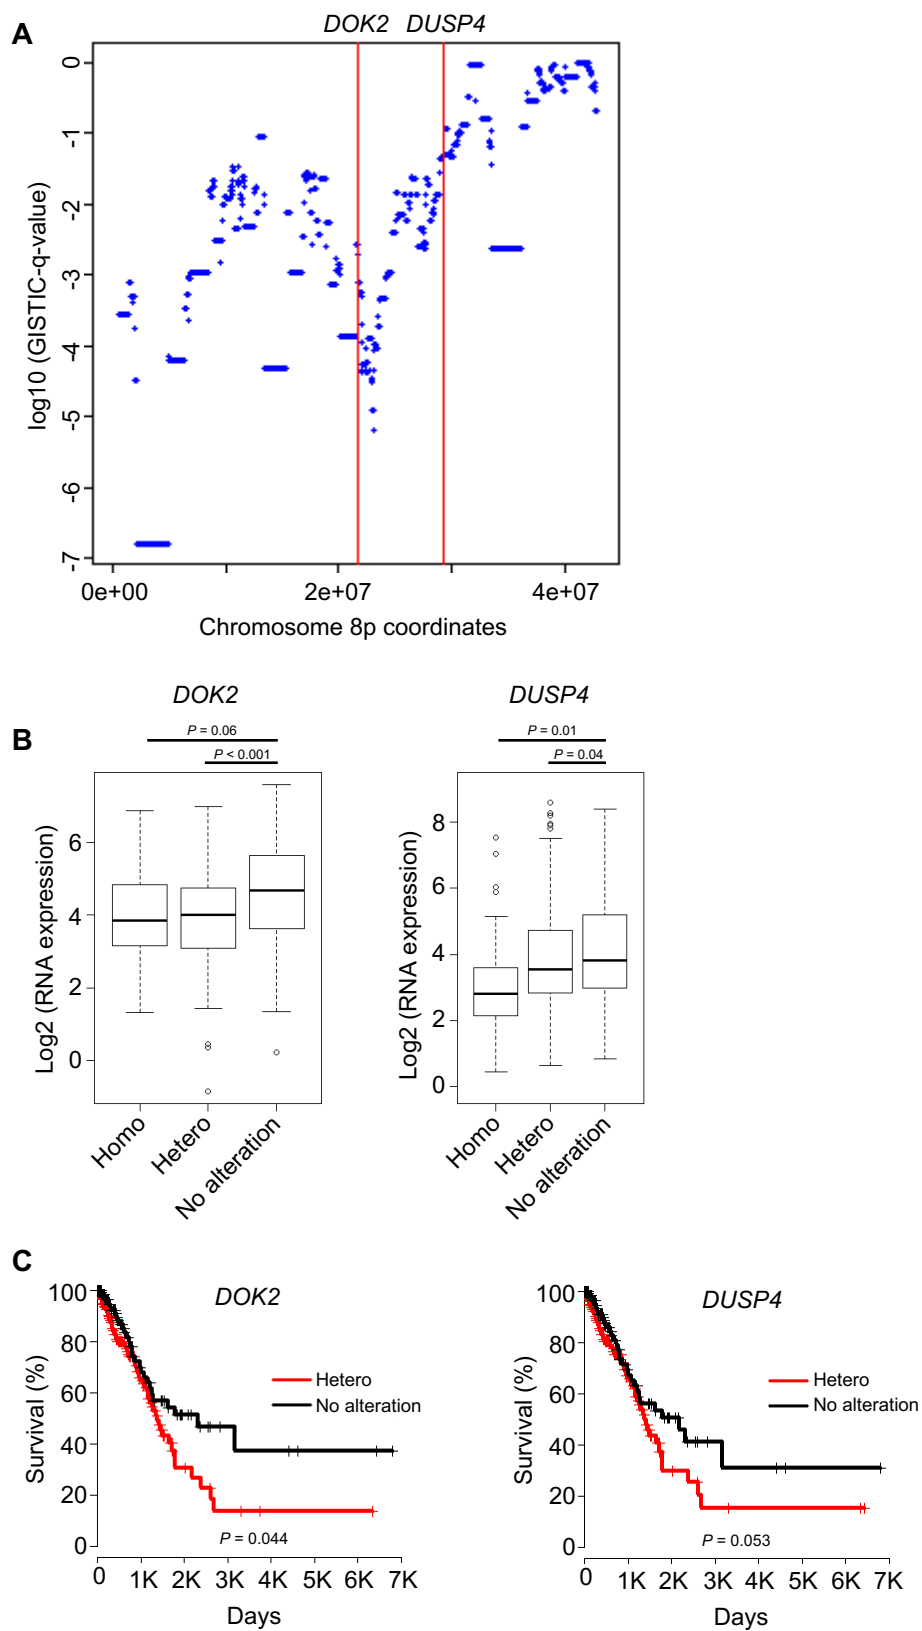 A
DOK2 DUSP4
log10 (GISTIC-q-value)
0
-1
-2
-3
-4
-5
-6
-7
0e+00 2e+07 4e+07
Chromosome 8p coordinates
B
DOK2
P = 0.06
P < 0.001
Log2 (RNA expression)
6
4
2
0
Homo
Hetero
No alteration
DUSP4
P = 0.01
P = 0.04
Log2 (RNA expression)
8
6
4
2
0
Homo
Hetero
No alteration
C
DOK2
Survival (%)
100
80
60
40
20
0
Hetero
No alteration
P = 0.044
0 1K 2K 3K 4K 5K 6K 7K
Days
DUSP4
Survival (%)
100
80
60
40
20
0
Hetero
No alteration
P = 0.053
0 1K 2K 3K 4K 5K 6K 7K
Days